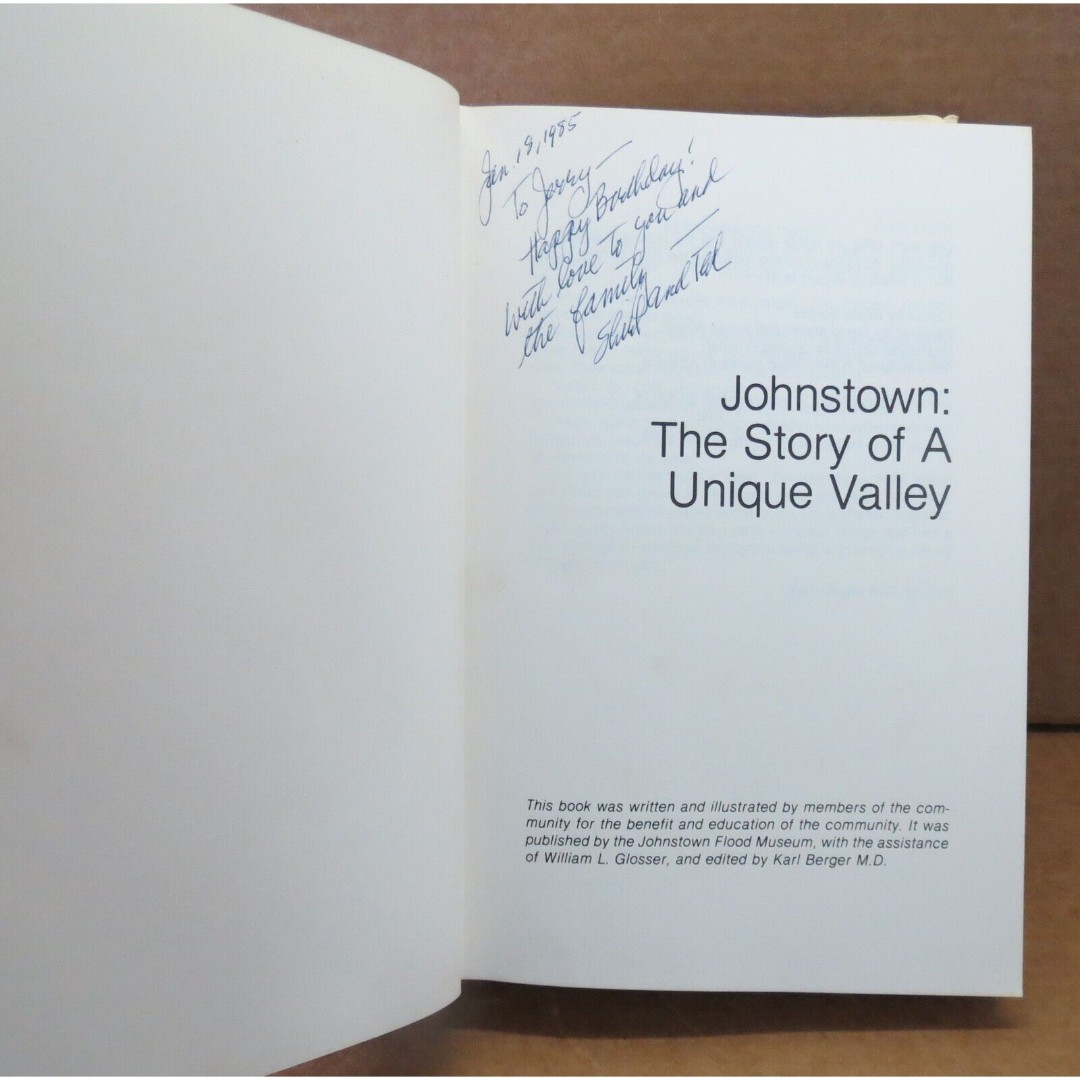 Jan. 18, 1985
To Jerry—
Happy Birthday!
With love to you and
the family —
and Ted
Johnstown:
The Story of A
Unique Valley
This book was written and illustrated by members of the com-
munity for the benefit and education of the community. It was
published by the Johnstown Flood Museum, with the assistance
of William L. Glosser, and edited by Karl Berger M.D.